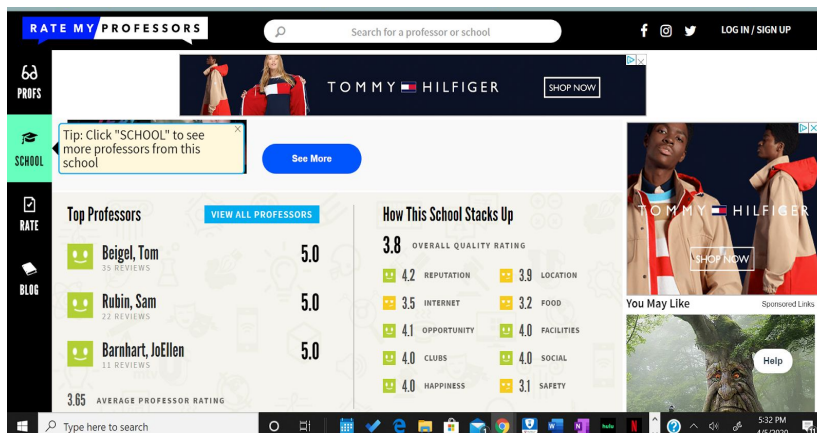 RATE MY PROFESSORS
Search for a professor or school
LOG IN / SIGN UP
PROFS
SCHOOL
RATE
BLOG
TOMMY HILFIGER
SHOP NOW
Tip: Click "SCHOOL" to see
more professors from this
school
See More
Top Professors
VIEW ALL PROFESSORS
Beigel, Tom 5.0
35 REVIEWS
Rubin, Sam 5.0
22 REVIEWS
Barnhart, JoEllen 5.0
11 REVIEWS
3.65 AVERAGE PROFESSOR RATING
How This School Stacks Up
3.8 OVERALL QUALITY RATING
4.2 REPUTATION 3.9 LOCATION
3.5 INTERNET 3.2 FOOD
4.1 OPPORTUNITY 4.0 FACILITIES
4.0 CLUBS 4.0 SOCIAL
4.0 HAPPINESS 3.1 SAFETY
TOMMY HILFIGER
SHOP NOW
You May Like Sponsored Links
Help
Type here to search
hulu
5:32 PM
4/5/2020